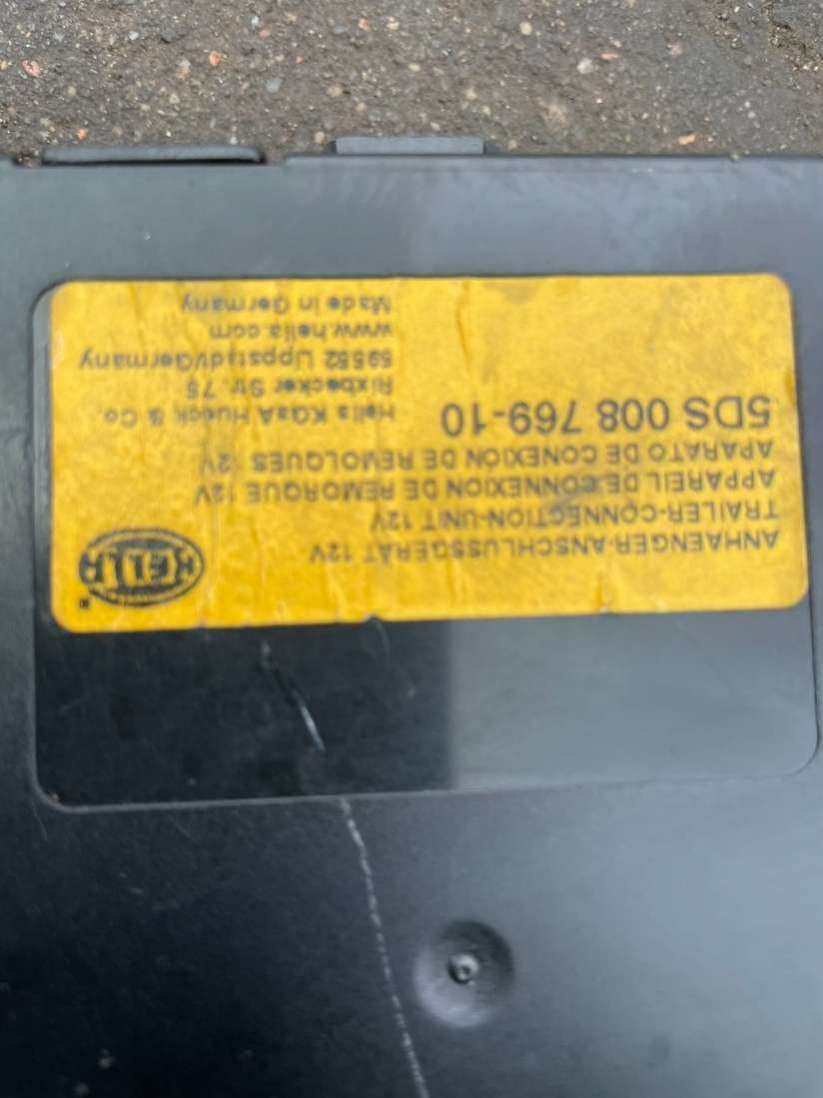 HELLA
ANHAENGER-ANSCHLUSSGERÄT 12V
TRAILER-CONNECTION-UNIT 12V
APPAREIL DE CONNEXION DE REMORQUE 12V
APARATO DE CONEXIÓN DE REMOLQUES 12V
5DS 008 769-10
Hella KGaA Hueck & Co.
Rixbecker Str. 75
59552 Lippstadt/Germany
www.hella.com
Made in Germany